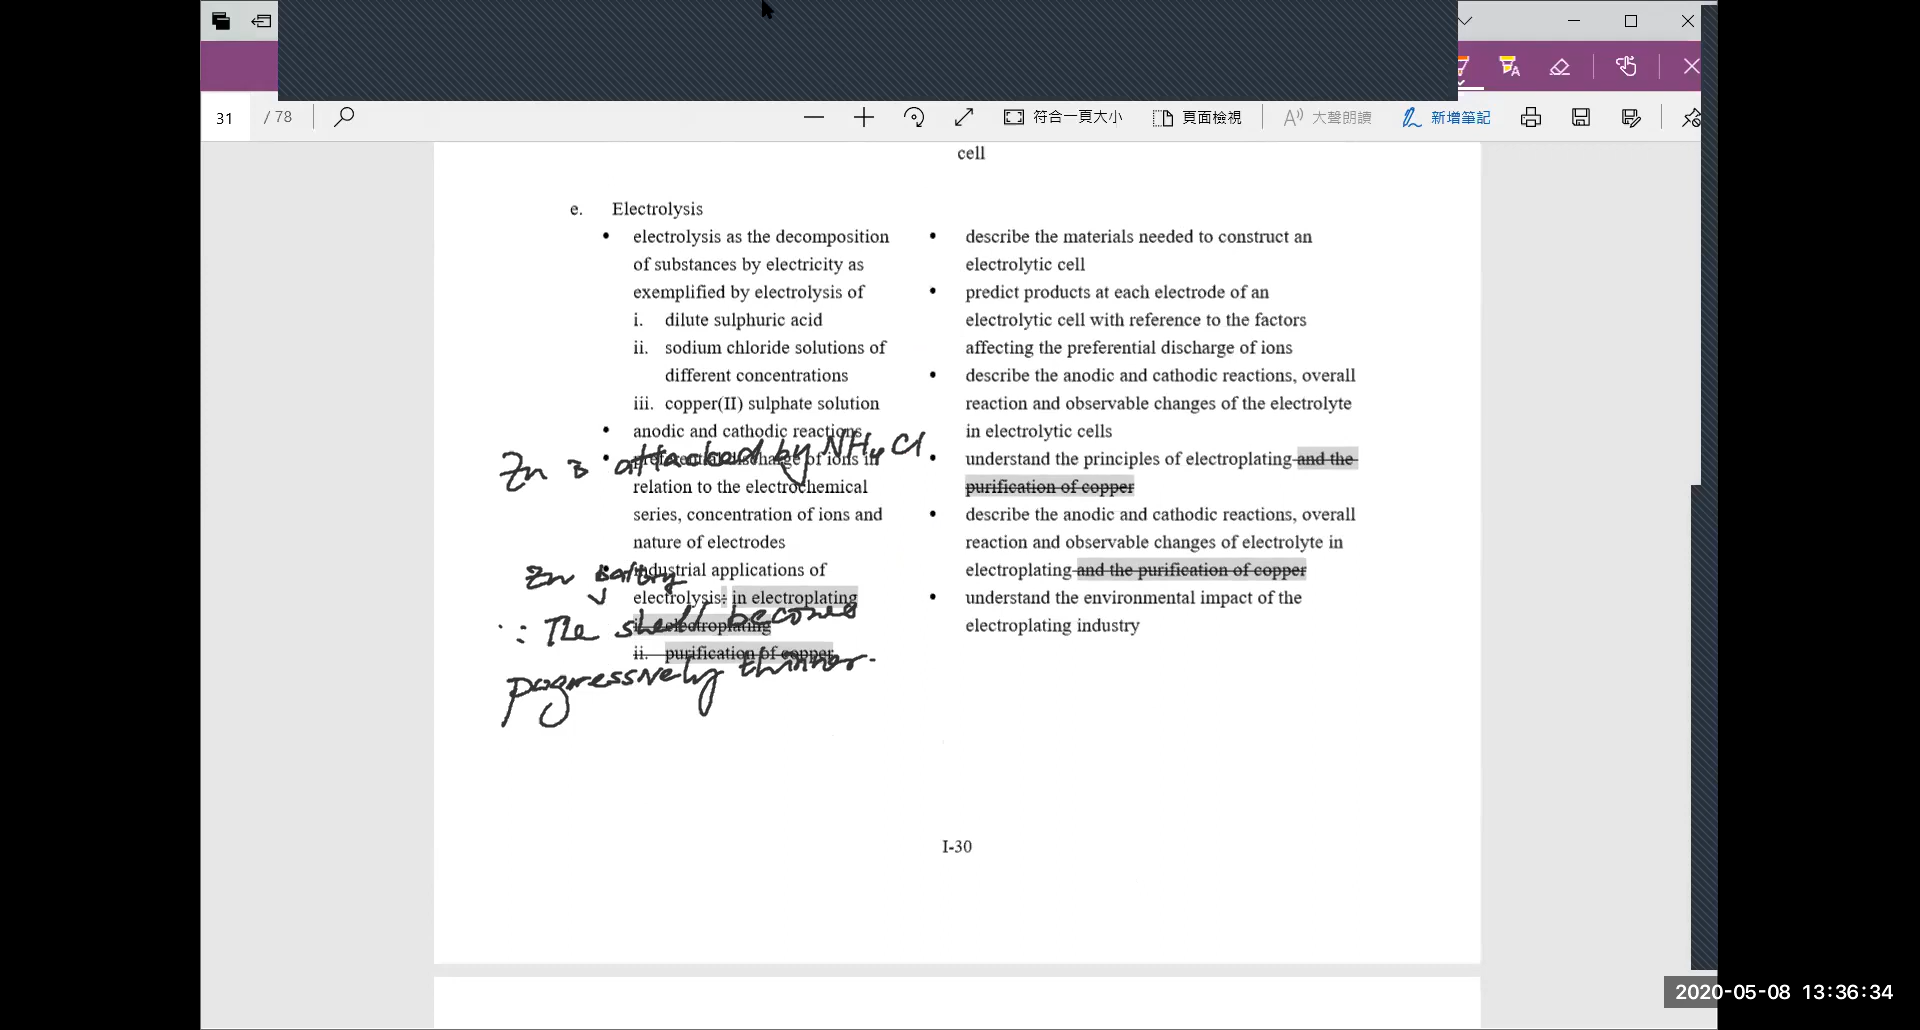 31 / 78
符合一頁大小
頁面檢視
大聲朗讀
新增筆記
cell
e. Electrolysis
• electrolysis as the decomposition
of substances by electricity as
exemplified by electrolysis of
i. dilute sulphuric acid
ii. sodium chloride solutions of
different concentrations
iii. copper(II) sulphate solution
• anodic and cathodic reactions
• preferential discharge of ions in
relation to the electrochemical
series, concentration of ions and
nature of electrodes
• industrial applications of
electrolysis: in electroplating
i. electroplating
ii. purification of copper
• describe the materials needed to construct an
electrolytic cell
• predict products at each electrode of an
electrolytic cell with reference to the factors
affecting the preferential discharge of ions
• describe the anodic and cathodic reactions, overall
reaction and observable changes of the electrolyte
in electrolytic cells
• understand the principles of electroplating and the
purification of copper
• describe the anodic and cathodic reactions, overall
reaction and observable changes of electrolyte in
electroplating and the purification of copper
• understand the environmental impact of the
electroplating industry
Zn is attacked by NH4Cl
Zn battery
∵ The shell becomes
progressively thinner.
I-30
2020-05-08 13:36:34